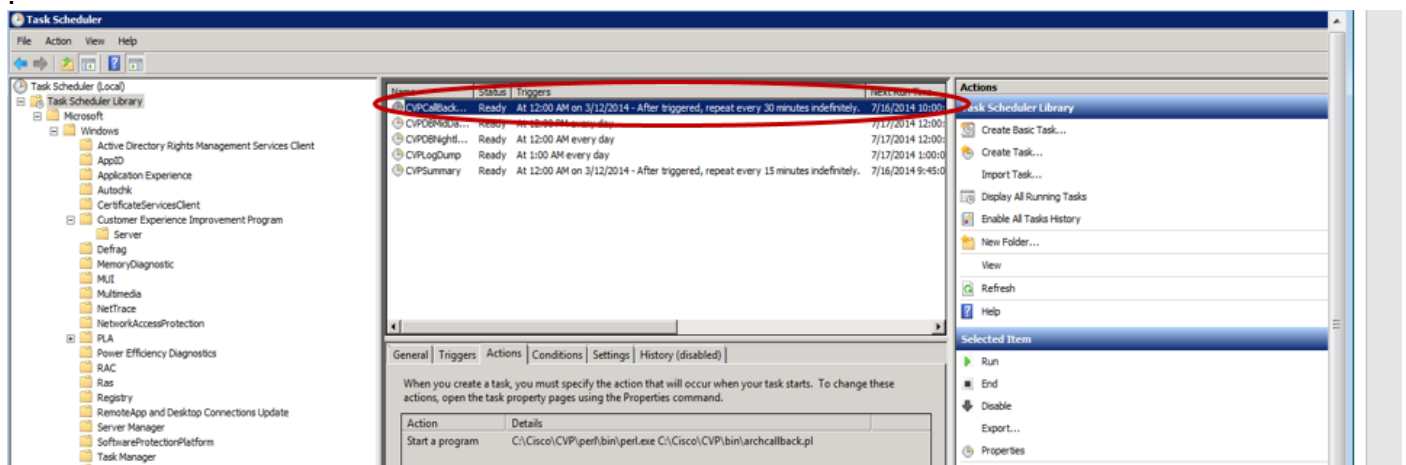 Task Scheduler
File Action View Help
Task Scheduler (Local)
Task Scheduler Library
Microsoft
Windows
Active Directory Rights Management Services Client
AppID
Application Experience
Autochk
CertificateServicesClient
Customer Experience Improvement Program
Server
Defrag
MemoryDiagnostic
MUI
Multimedia
NetTrace
NetworkAccessProtection
PLA
Power Efficiency Diagnostics
RAC
Ras
Registry
RemoteApp and Desktop Connections Update
Server Manager
SoftwareProtectionPlatform
Task Manager
Name Status Triggers Next Run Time
CVPCallBack... Ready At 12:00 AM on 3/12/2014 - After triggered, repeat every 30 minutes indefinitely. 7/16/2014 10:00:
CVPDBMidDa... Ready At 12:00 PM every day 7/17/2014 12:00:
CVPDBNightl... Ready At 12:00 AM every day 7/17/2014 12:00:
CVPLogDump Ready At 1:00 AM every day 7/17/2014 1:00:0
CVPSummary Ready At 12:00 AM on 3/12/2014 - After triggered, repeat every 15 minutes indefinitely. 7/16/2014 9:45:0
General Triggers Actions Conditions Settings History (disabled)
When you create a task, you must specify the action that will occur when your task starts. To change these
actions, open the task property pages using the Properties command.
Action Details
Start a program C:\Cisco\CVP\perl\bin\perl.exe C:\Cisco\CVP\bin\archcallback.pl
Actions
Task Scheduler Library
Create Basic Task...
Create Task...
Import Task...
Display All Running Tasks
Enable All Tasks History
New Folder...
View
Refresh
Help
Selected Item
Run
End
Disable
Export...
Properties